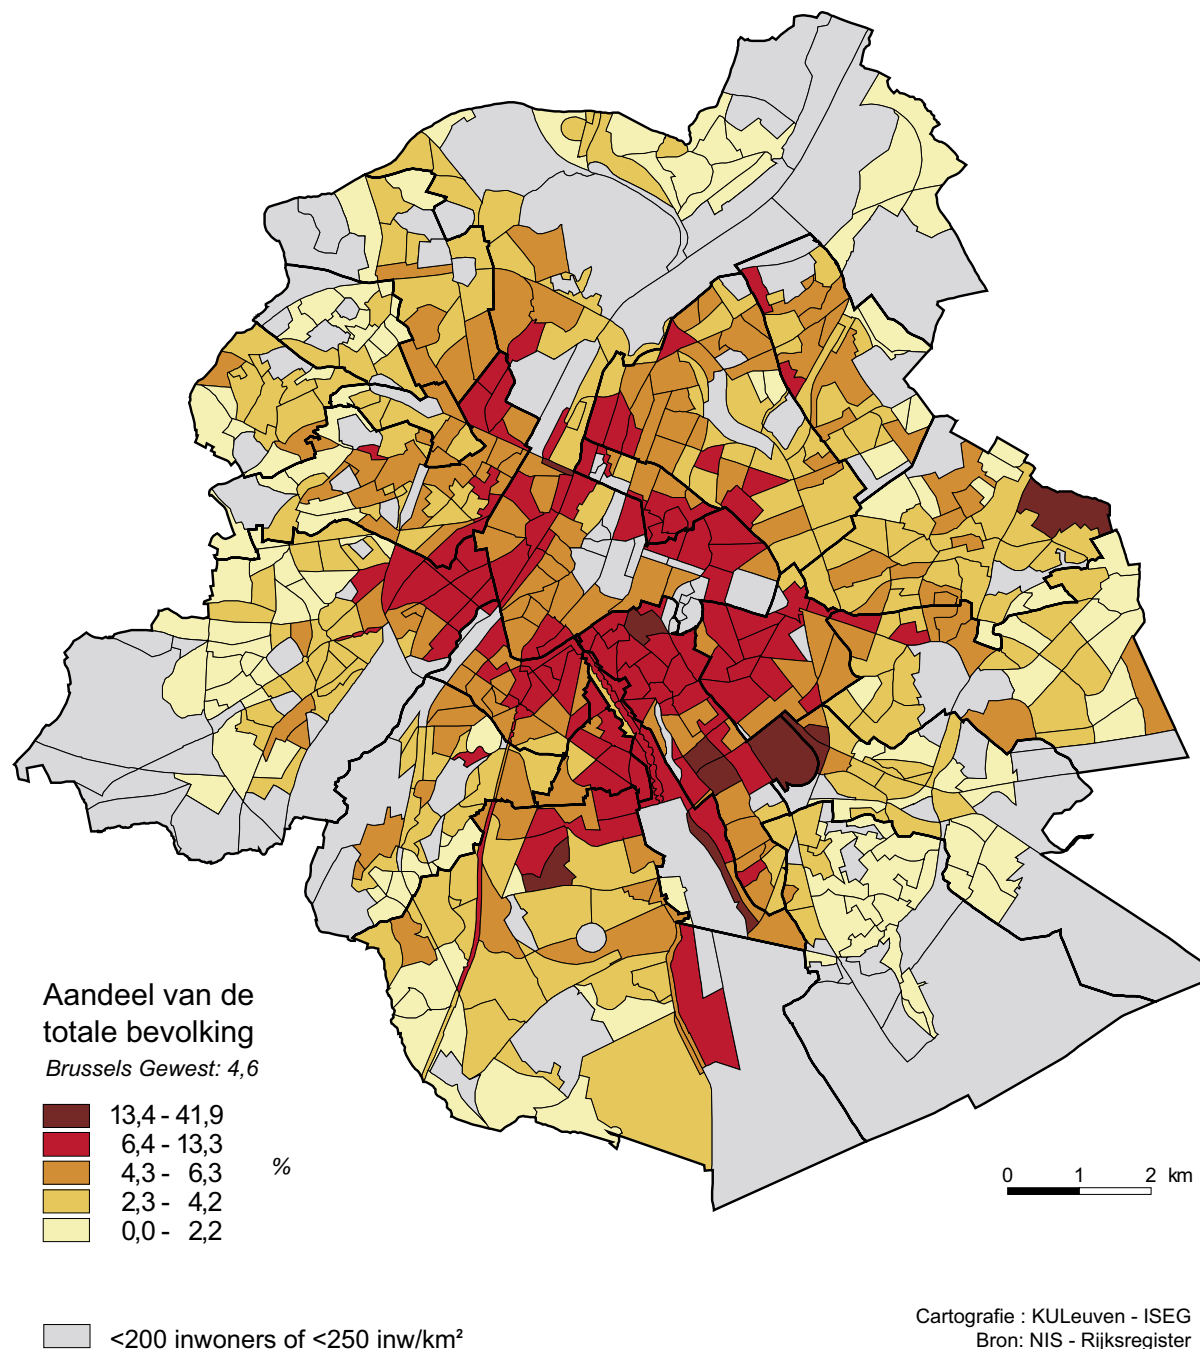 Aandeel van de
totale bevolking
Brussels Gewest: 4,6
13,4 - 41,9
6,4 - 13,3
4,3 - 6,3
2,3 - 4,2
0,0 - 2,2
%
0 1 2 km
<200 inwoners of <250 inw/km²
Cartografie : KULeuven - ISEG
Bron: NIS - Rijksregister